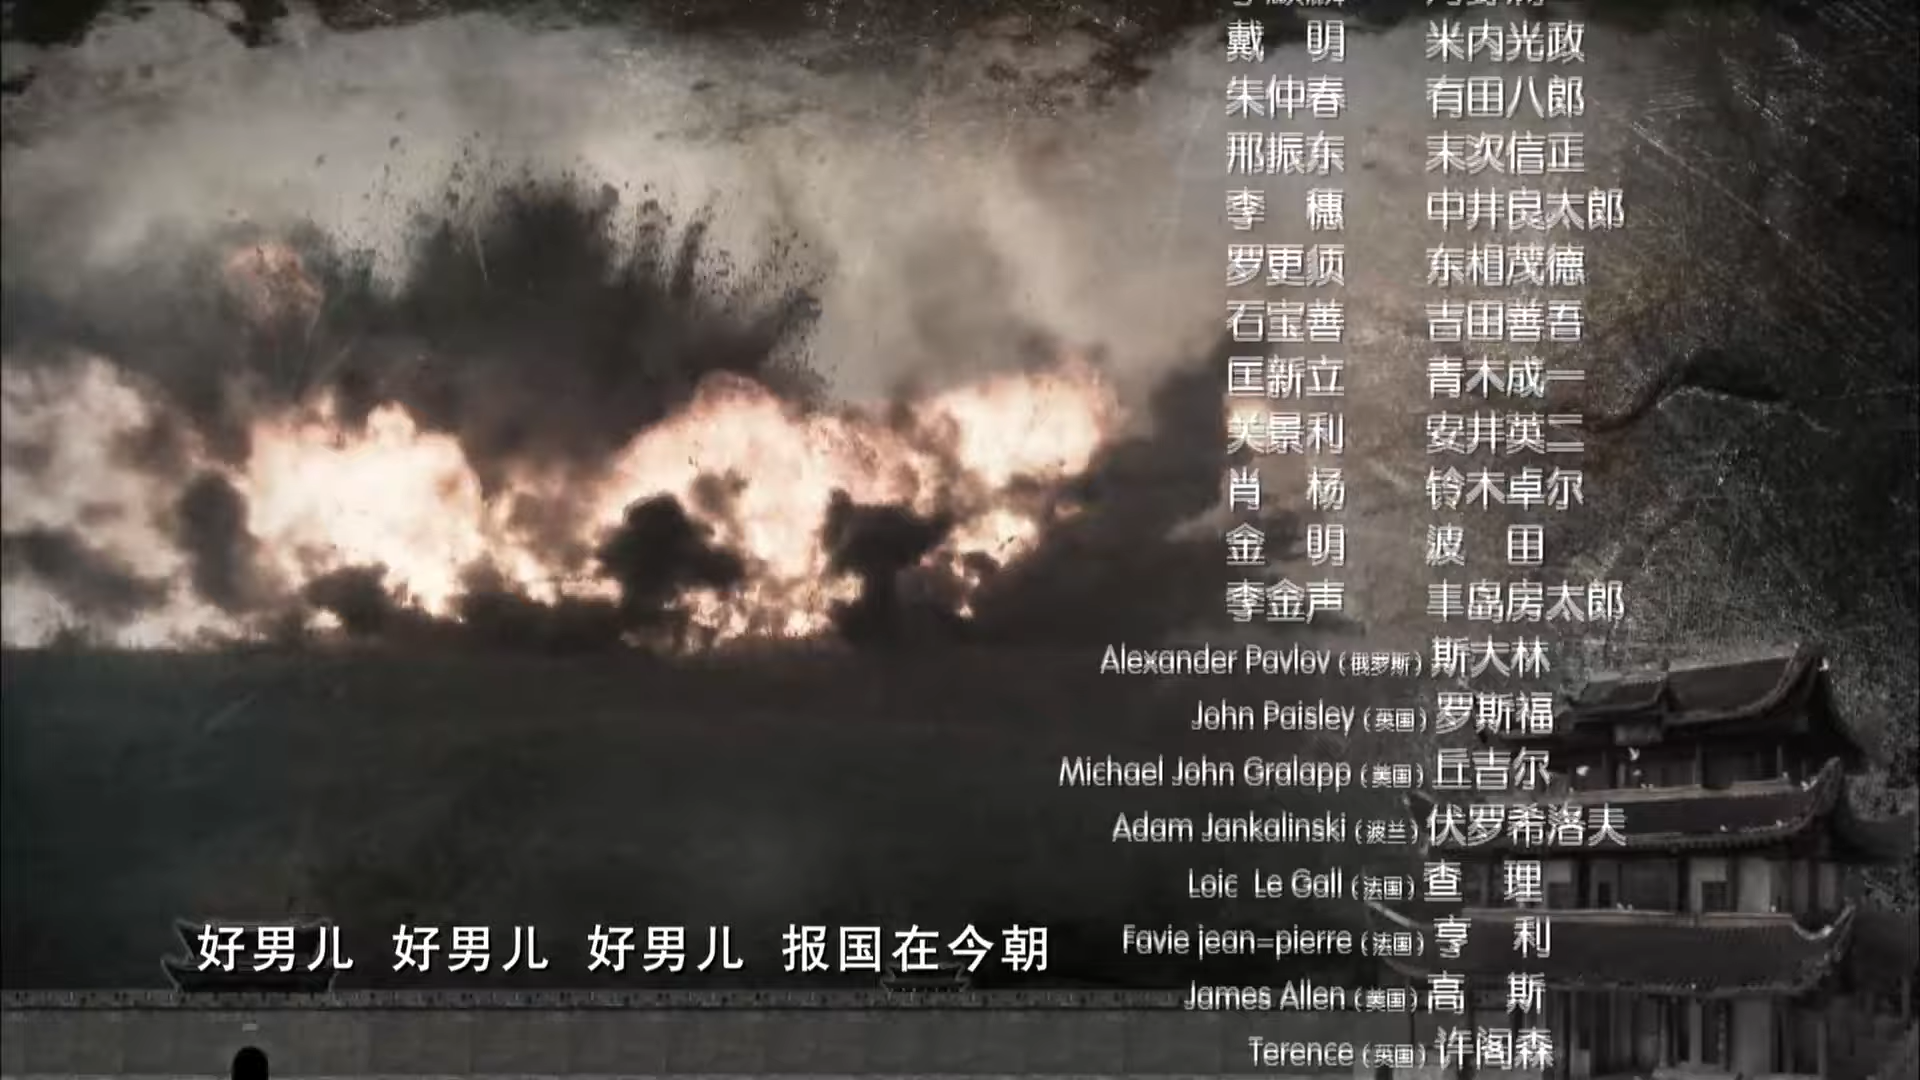 戴 明 米内光政
朱仲春 有田八郎
邢振东 末次信正
李 穗 中井良太郎
罗更须 东相茂德
石宝善 吉田善吾
匡新立 青木成一
关景利 安井英二
肖 杨 铃木卓尔
金 明 波 田
李金声 丰岛房太郎
Alexander Pavlov (俄罗斯) 斯大林
John Paisley (英国) 罗斯福
Michael John Gralapp (美国) 丘吉尔
Adam Jankalinski (波兰) 伏罗希洛夫
Loic Le Gall (法国) 查 理
Favie jean-pierre (法国) 亨 利
James Allen (美国) 高 斯
Terence (英国) 许阁森
好男儿 好男儿 好男儿 报国在今朝